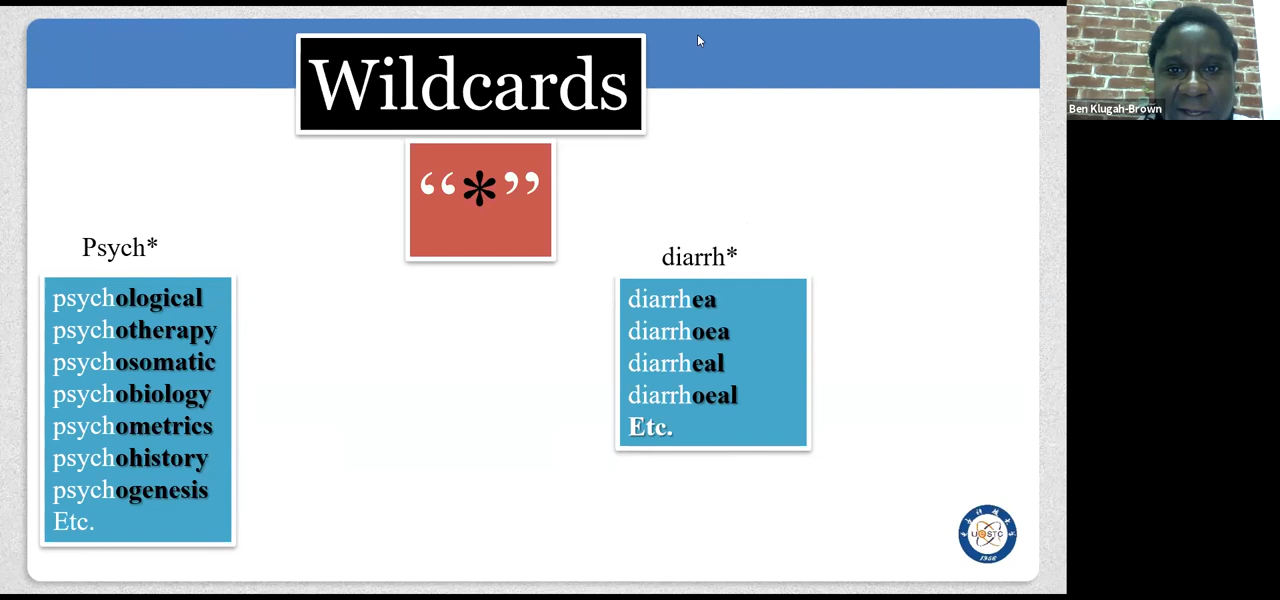 Wildcards
“*”
Psych*
psychological
psychotherapy
psychosomatic
psychobiology
psychometrics
psychohistory
psychogenesis
Etc.
diarrh*
diarrhea
diarrhoea
diarrheal
diarrhoeal
Etc.
Ben Klugah-Brown
1956